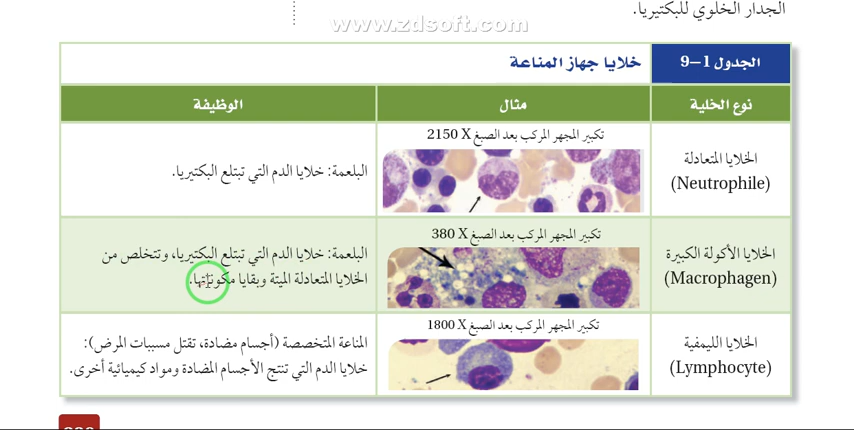 الجدار الخلوي للبكتيريا.
www.zdsoft.com
الجدول 1–9
خلايا جهاز المناعة
نوع الخلية
مثال
الوظيفة
الخلايا المتعادلة
(Neutrophile)
تكبير المجهر المركب بعد الصبغ 2150 X
البلعمة: خلايا الدم التي تبتلع البكتيريا.
الخلايا الأكولة الكبيرة
(Macrophagen)
تكبير المجهر المركب بعد الصبغ 380 X
البلعمة: خلايا الدم التي تبتلع البكتيريا، وتتخلص من
الخلايا المتعادلة الميتة وبقايا مكوناتها.
الخلايا الليمفية
(Lymphocyte)
تكبير المجهر المركب بعد الصبغ 1800 X
المناعة المتخصصة (أجسام مضادة، تقتل مسببات المرض):
خلايا الدم التي تنتج الأجسام المضادة ومواد كيميائية أخرى.